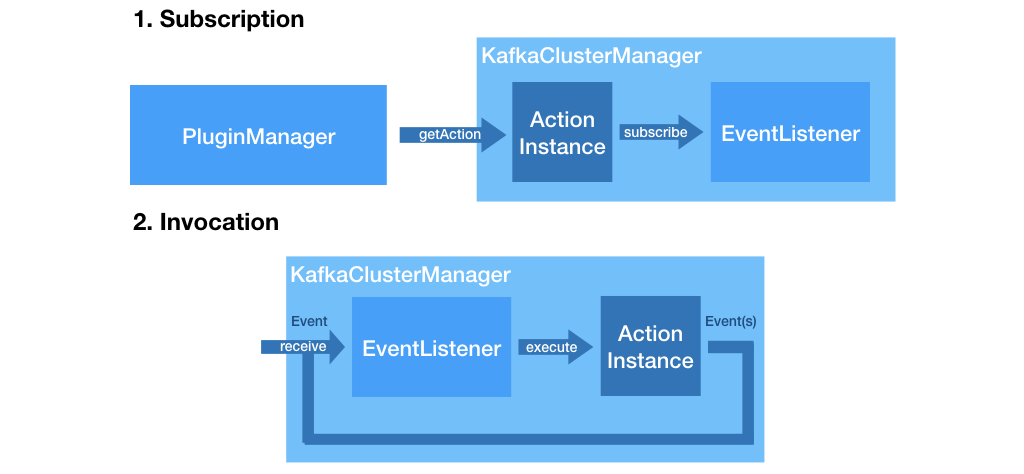 1. Subscription
KafkaClusterManager
PluginManager
getAction
Action
Instance
subscribe
EventListener
2. Invocation
KafkaClusterManager
Event
receive
EventListener
execute
Action
Instance
Event(s)